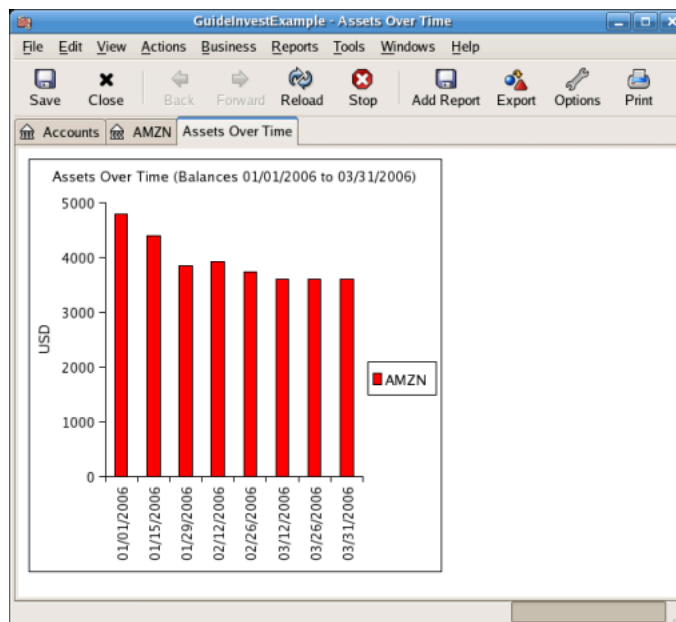 GuideInvestExample - Assets Over Time
File Edit View Actions Business Reports Tools Windows Help
Save Close Back Forward Reload Stop Add Report Export Options Print
Accounts AMZN Assets Over Time
Assets Over Time (Balances 01/01/2006 to 03/31/2006)
5000
4000
3000
2000
1000
0
USD
AMZN
01/01/2006
01/15/2006
01/29/2006
02/12/2006
02/26/2006
03/12/2006
03/26/2006
03/31/2006